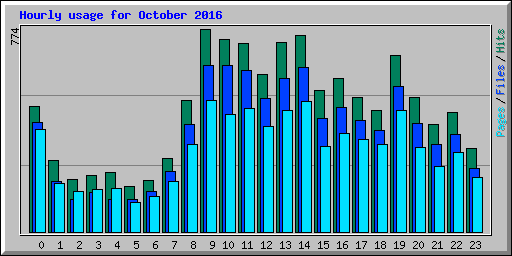 Hourly usage for October 2016
774
Pages / Files / Hits
0 1 2 3 4 5 6 7 8 9 10 11 12 13 14 15 16 17 18 19 20 21 22 23